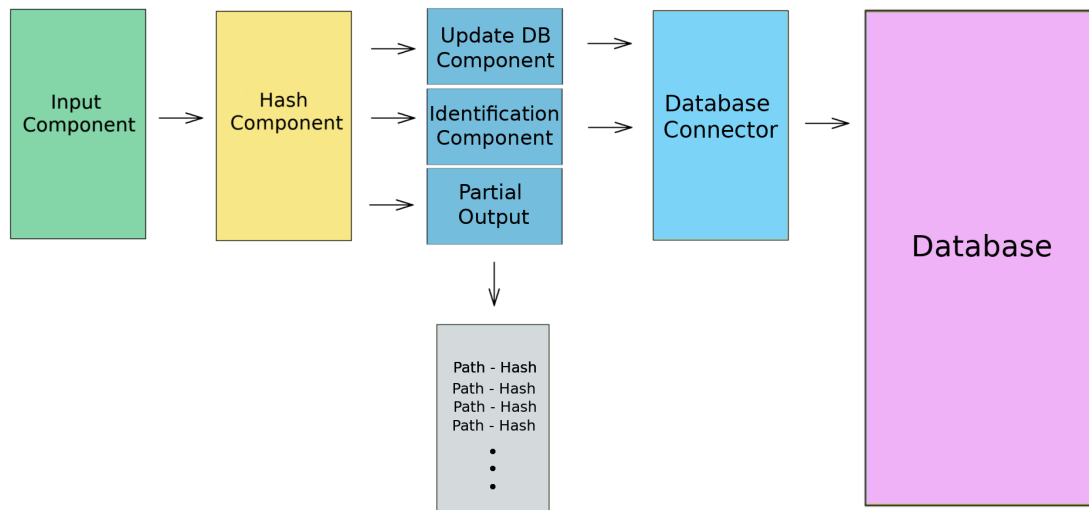 Input
Component
Hash
Component
Update DB
Component
Identification
Component
Partial
Output
Database
Connector
Database
Path - Hash
Path - Hash
Path - Hash
Path - Hash